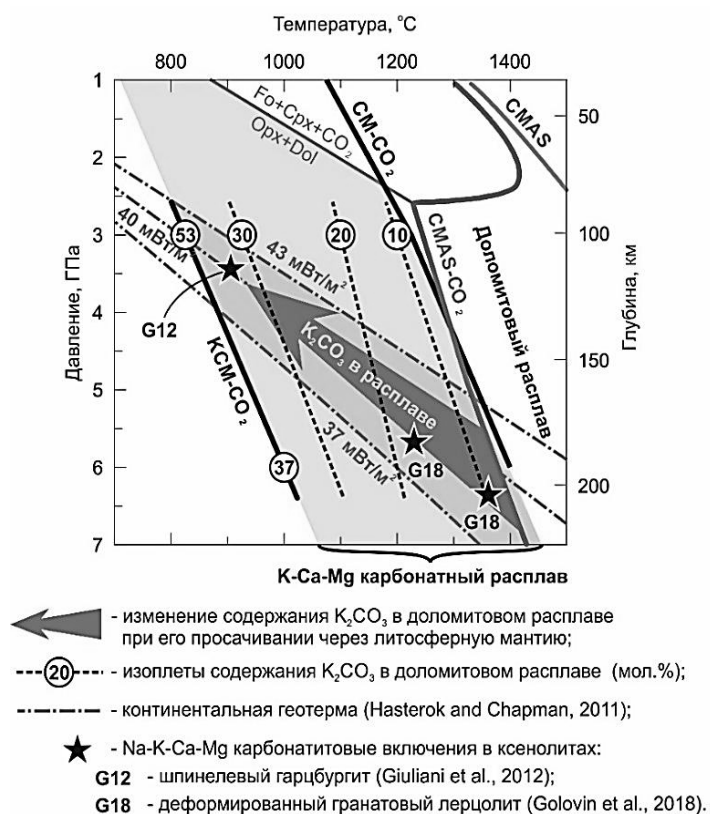 Температура, °C
800 1000 1200 1400
Давление, ГПа
1
2
3
4
5
6
7
Глубина, км
50
100
150
200
Fo+Cpx+CO₂
Opx+Dol
CM-CO₂
CMAS
CMAS-CO₂
Доломитовый расплав
40 мВт/м²
43 мВт/м²
37 мВт/м²
53
30
20
10
37
G12
KCM-CO₂
K₂CO₃ в расплаве
G18
G18
K-Ca-Mg карбонатный расплав
- изменение содержания K₂CO₃ в доломитовом расплаве
при его просачивании через литосферную мантию;
20 - изоплеты содержания K₂CO₃ в доломитовом расплаве (мол.%);
- континентальная геотерма (Hasterok and Chapman, 2011);
- Na-K-Ca-Mg карбонатитовые включения в ксенолитах:
G12 - шпинелевый гарцбургит (Giuliani et al., 2012);
G18 - деформированный гранатовый лерцолит (Golovin et al., 2018).